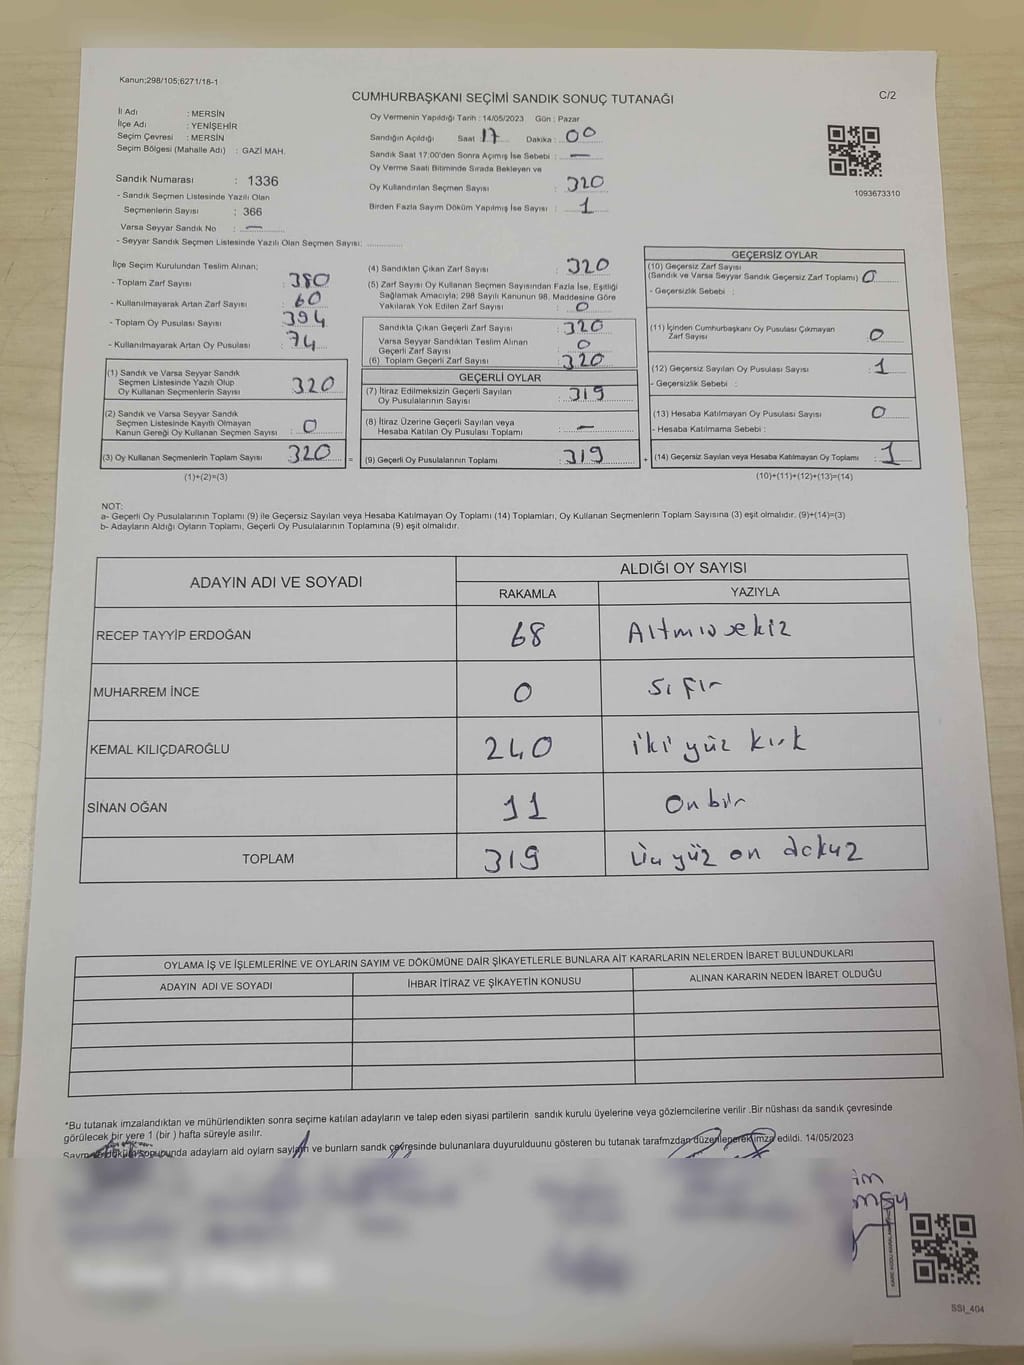 Kanun;298/105;6271/18-1
CUMHURBAŞKANI SEÇİMİ SANDIK SONUÇ TUTANAĞI
C/2
İl Adı : MERSİN
İlçe Adı : YENİŞEHİR
Seçim Çevresi : MERSİN
Seçim Bölgesi (Mahalle Adı) : GAZİ MAH.
Sandık Numarası : 1336
- Sandık Seçmen Listesinde Yazılı Olan
Seçmenlerin Sayısı : 366
Varsa Seyyar Sandık No : —
- Seyyar Sandık Seçmen Listesinde Yazılı Olan Seçmen Sayısı:
Oy Vermenin Yapıldığı Tarih : 14/05/2023 Gün : Pazar
Sandığın Açıldığı Saat : 17 Dakika : 00
Sandık Saat 17:00'den Sonra Açımış İse Sebebi : —
Oy Verme Saati Bitiminde Sırada Bekleyen ve
Oy Kullandırılan Seçmen Sayısı : 320
Birden Fazla Sayım Döküm Yapılmış İse Sayısı : 1
1093673310
İlçe Seçim Kurulundan Teslim Alınan;
- Toplam Zarf Sayısı : 380
- Kullanılmayarak Artan Zarf Sayısı : 60
- Toplam Oy Pusulası Sayısı : 394
- Kullanılmayarak Artan Oy Pusulası : 74
(1) Sandık ve Varsa Seyyar Sandık
Seçmen Listesinde Yazılı Olup
Oy Kullanan Seçmenlerin Sayısı : 320
(2) Sandık ve Varsa Seyyar Sandık
Seçmen Listesinde Kayıtlı Olmayan
Kanun Gereği Oy Kullanan Seçmen Sayısı : 0
(3) Oy Kullanan Seçmenlerin Toplam Sayısı : 320
(1)+(2)=(3)
(4) Sandıktan Çıkan Zarf Sayısı : 320
(5) Zarf Sayısı Oy Kullanan Seçmen Sayısından Fazla İse, Eşitliği
Sağlamak Amacıyla; 298 Sayılı Kanunun 98. Maddesine Göre
Yakılarak Yok Edilen Zarf Sayısı : 0
Sandıkta Çıkan Geçerli Zarf Sayısı : 320
Varsa Seyyar Sandıktan Teslim Alınan
Geçerli Zarf Sayısı : 0
(6) Toplam Geçerli Zarf Sayısı : 320
GEÇERLİ OYLAR
(7) İtiraz Edilmeksizin Geçerli Sayılan
Oy Pusulalarının Sayısı : 319
(8) İtiraz Üzerine Geçerli Sayılan veya
Hesaba Katılan Oy Pusulası Toplamı : —
= (9) Geçerli Oy Pusulalarının Toplamı : 319
GEÇERSİZ OYLAR
(10) Geçersiz Zarf Sayısı
(Sandık ve Varsa Seyyar Sandık Geçersiz Zarf Toplamı) 0
- Geçersizlik Sebebi :
(11) İçinden Cumhurbaşkanı Oy Pusulası Çıkmayan
Zarf Sayısı : 0
(12) Geçersiz Sayılan Oy Pusulası Sayısı : 1
- Geçersizlik Sebebi :
(13) Hesaba Katılmayan Oy Pusulası Sayısı : 0
- Hesaba Katılmama Sebebi :
+ (14) Geçersiz Sayılan veya Hesaba Katılmayan Oy Toplamı : 1
(10)+(11)+(12)+(13)=(14)
NOT:
a- Geçerli Oy Pusulalarının Toplamı (9) ile Geçersiz Sayılan veya Hesaba Katılmayan Oy Toplamı (14) Toplamları, Oy Kullanan Seçmenlerin Toplam Sayısına (3) eşit olmalıdır. (9)+(14)=(3)
b- Adayların Aldığı Oyların Toplamı, Geçerli Oy Pusulalarının Toplamına (9) eşit olmalıdır.
ADAYIN ADI VE SOYADI
ALDIĞI OY SAYISI
RAKAMLA YAZIYLA
RECEP TAYYİP ERDOĞAN 68 Altmış sekiz
MUHARREM İNCE 0 Sıfır
KEMAL KILIÇDAROĞLU 240 iki yüz kırk
SİNAN OĞAN 11 On bir
TOPLAM 319 Üç yüz on dokuz
OYLAMA İŞ VE İŞLEMLERİNE VE OYLARIN SAYIM VE DÖKÜMÜNE DAİR ŞİKAYETLERLE BUNLARA AİT KARARLARIN NELERDEN İBARET BULUNDUKLARI
ADAYIN ADI VE SOYADI İHBAR İTİRAZ VE ŞİKAYETİN KONUSU ALINAN KARARIN NEDEN İBARET OLDUĞU
*Bu tutanak imzalandıktan ve mühürlendikten sonra seçime katılan adayların ve talep eden siyasi partilerin sandık kurulu üyelerine veya gözlemcilerine verilir .Bir nüshası da sandık çevresinde
görülecek bir yere 1 (bir ) hafta süreyle asılır.
adaylarn ald oylarn saylarn ve bunlarn sandk çevresinde bulunanlara duyurulduunu gösteren bu tutanak tarafmzdan düzenlenerek imza edildi. 14/05/2023
SSI_404